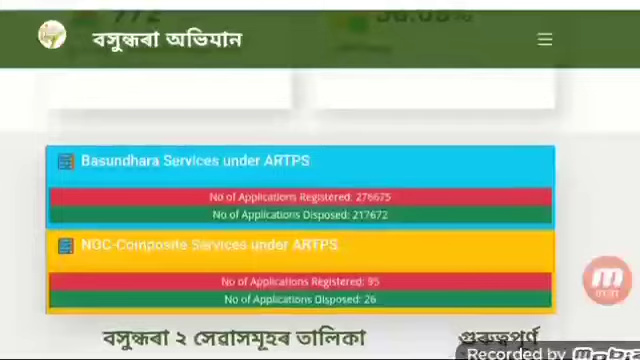 বসুন্ধৰা অভিযান
Basundhara Services under ARTPS
No of Applications Registered: 276675
No of Applications Disposed: 217672
NOC-Composite Services under ARTPS
No of Applications Registered: 95
No of Applications Disposed: 26
বসুন্ধৰা ২ সেৱাসমূহৰ তালিকা
গুৰুত্বপূৰ্ণ
Recorded by